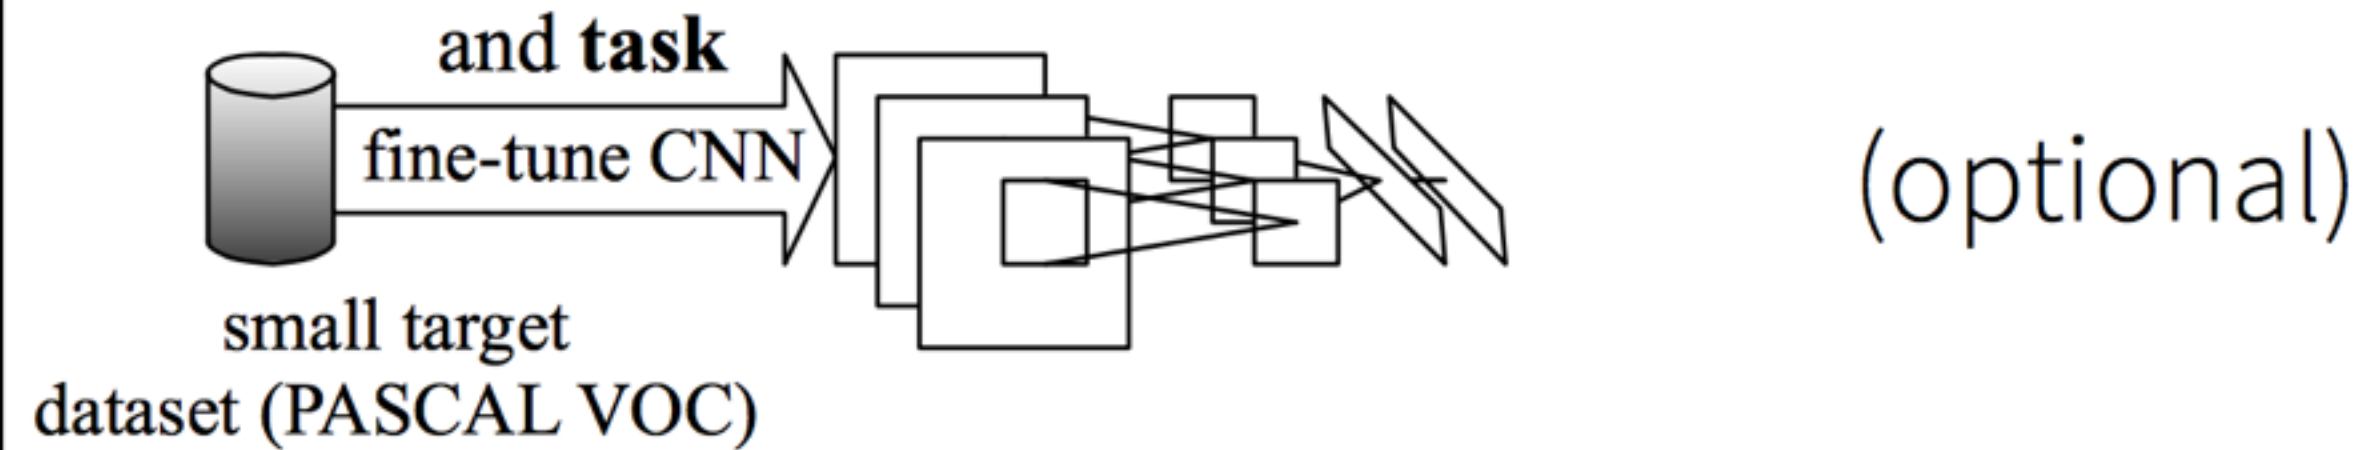 and task
fine-tune CNN
(optional)
small target
dataset (PASCAL VOC)